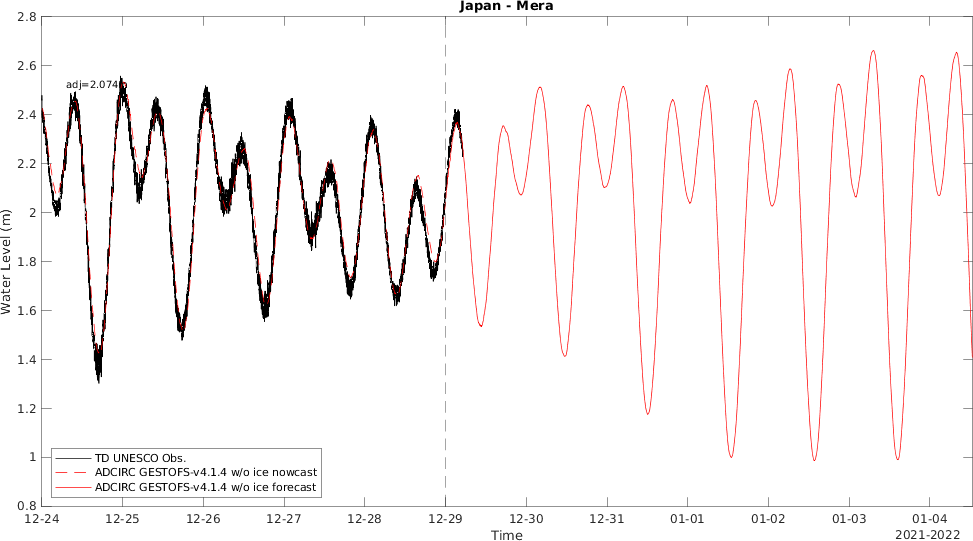 Japan - Mera
2.8
2.6
2.4
2.2
2
1.8
1.6
1.4
1.2
1
0.8
Water Level (m)
adj=2.074m
TD UNESCO Obs.
ADCIRC GESTOFS-v4.1.4 w/o ice nowcast
ADCIRC GESTOFS-v4.1.4 w/o ice forecast
12-24 12-25 12-26 12-27 12-28 12-29 12-30 12-31 01-01 01-02 01-03 01-04
Time
2021-2022